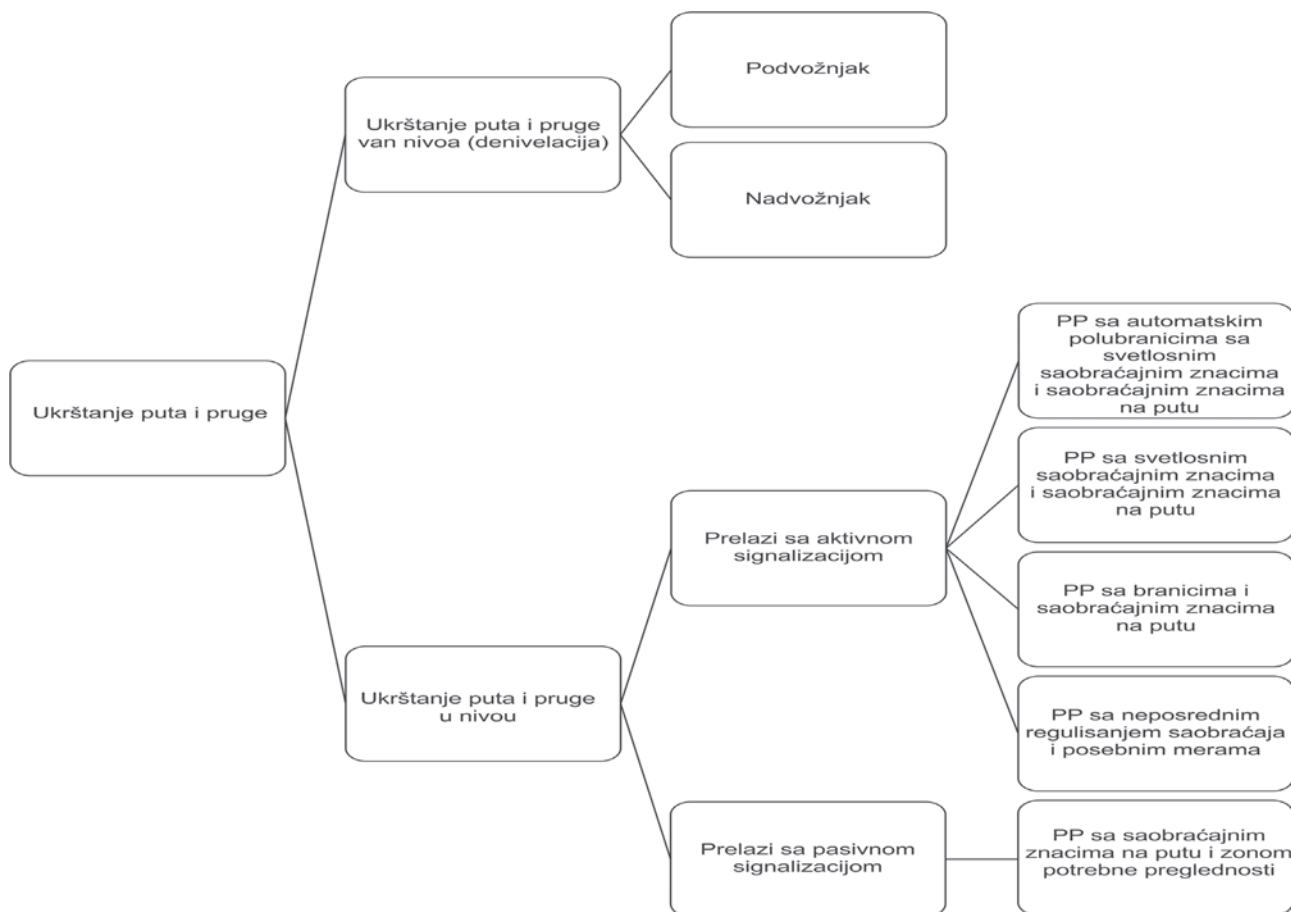 Ukrštanje puta i pruge
Ukrštanje puta i pruge
van nivoa (denivelacija)
Podvožnjak
Nadvožnjak
Ukrštanje puta i pruge
u nivou
Prelazi sa aktivnom
signalizacijom
PP sa automatskim
polubranicima sa
svetlosnim
saobraćajnim znacima
i saobraćajnim znacima
na putu
PP sa svetlosnim
saobraćajnim znacima
i saobraćajnim znacima
na putu
PP sa branicima i
saobraćajnim znacima
na putu
PP sa neposrednim
regulisanjem saobraćaja
i posebnim merama
Prelazi sa pasivnom
signalizacijom
PP sa saobraćajnim
znacima na putu i zonom
potrebne preglednosti